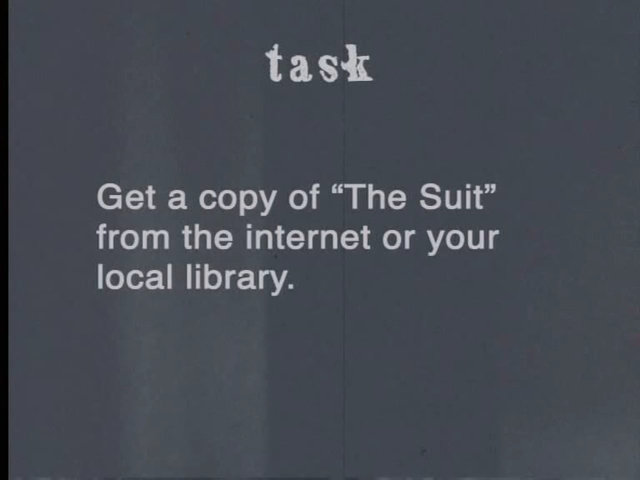 task
Get a copy of “The Suit”
from the internet or your
local library.